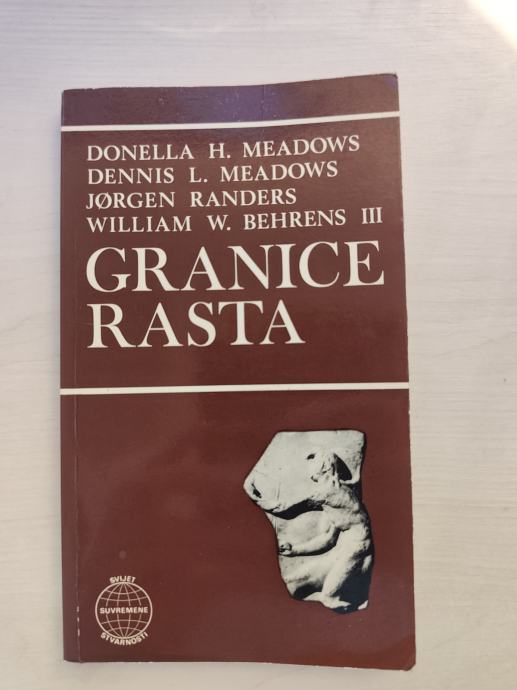 DONELLA H. MEADOWS
DENNIS L. MEADOWS
JØRGEN RANDERS
WILLIAM W. BEHRENS III
GRANICE
RASTA
SVIJET
SUVREMENE
STVARNOSTI